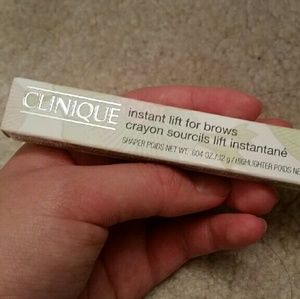 CLINIQUE
instant lift for brows
crayon sourcils lift instantané
SHAPER POIDS NET WT. .004 OZ./.12 g / HIGHLIGHTER POIDS NE